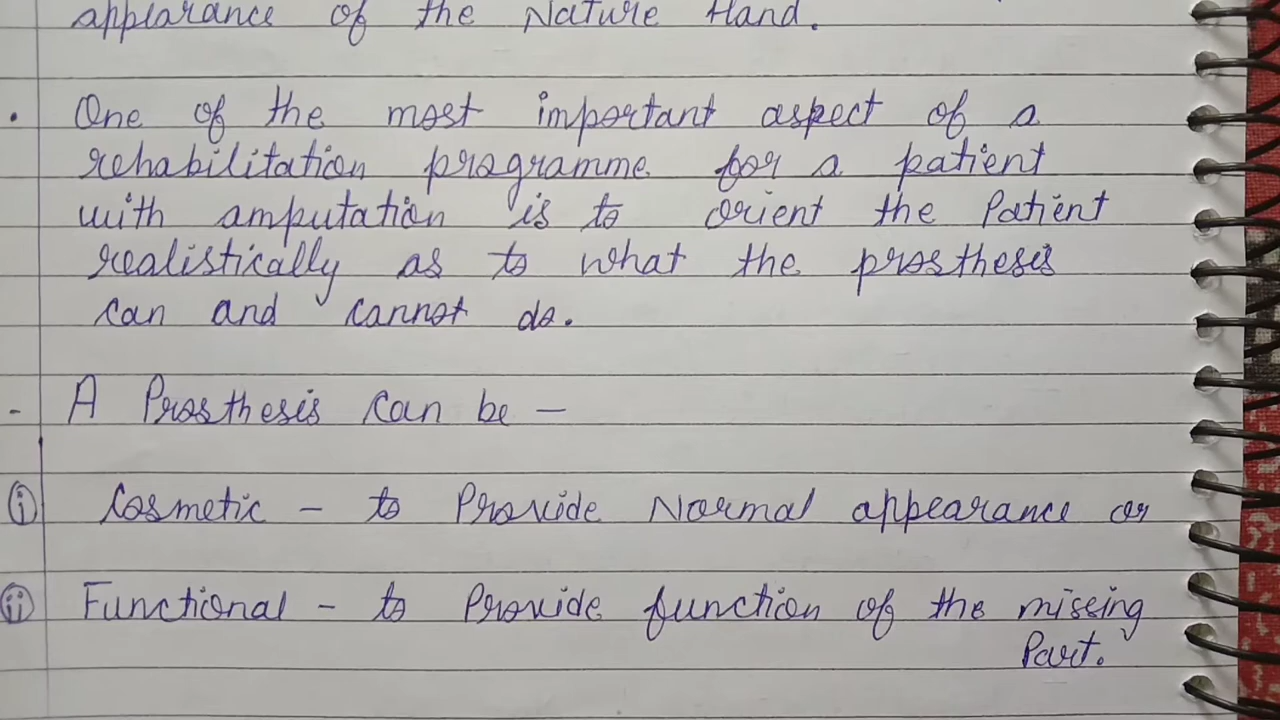 appearance of the Nature Hand.
• One of the most important aspect of a
rehabilitation programme for a patient
with amputation is to orient the Patient
realistically as to what the prosthesis
can and cannot do.
- A Prosthesis can be -
(i) Cosmetic - to Provide Normal appearance or
(ii) Functional - to Provide function of the missing
Part.